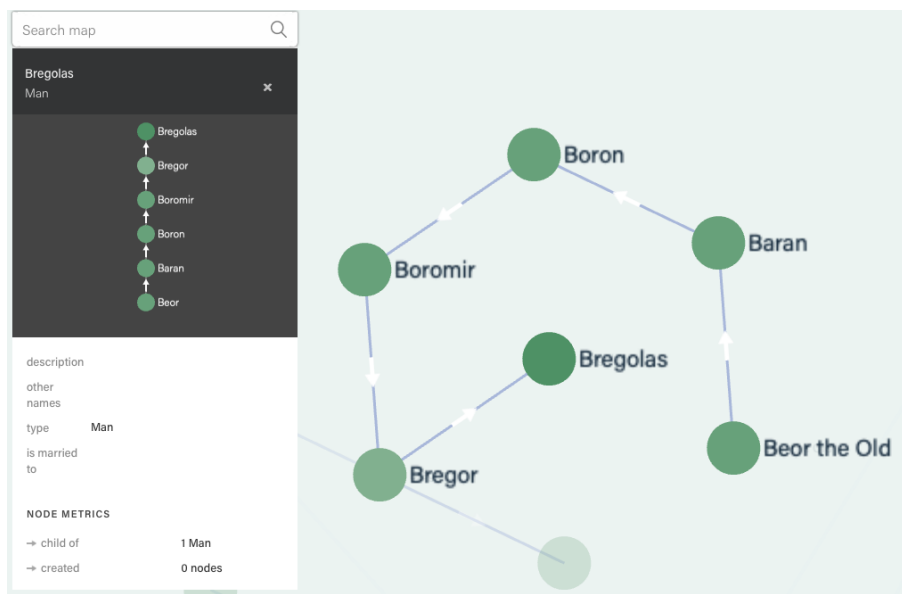 Search map
Bregolas
Man
Bregolas
Bregor
Boromir
Boron
Baran
Beor
description
other
names
type Man
is married
to
NODE METRICS
child of 1 Man
created 0 nodes
Boron
Baran
Boromir
Bregolas
Beor the Old
Bregor